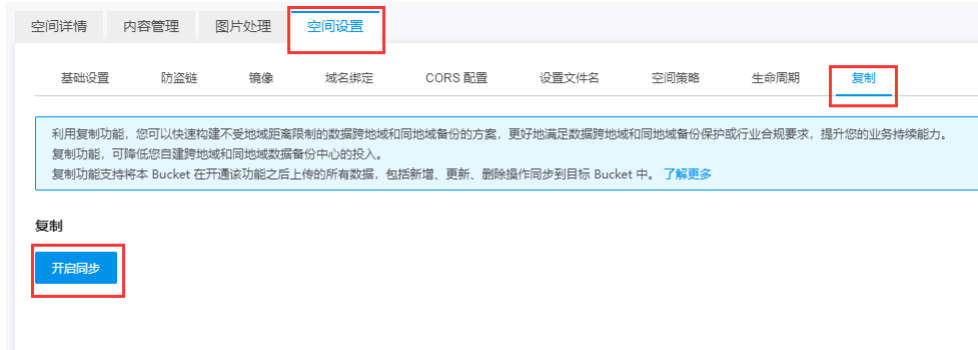 空间详情 内容管理 图片处理 空间设置
基础设置 防盗链 镜像 域名绑定 CORS 配置 设置文件名 空间策略 生命周期 复制
利用复制功能，您可以快速构建不受地域距离限制的数据跨地域和同地域备份的方案，更好地满足数据跨地域和同地域备份保护或行业合规要求，提升您的业务持续能力。
复制功能，可降低您自建跨地域和同地域数据备份中心的投入。
复制功能支持将本 Bucket 在开通该功能之后上传的所有数据，包括新增、更新、删除操作同步到目标 Bucket 中。 了解更多
复制
开启同步